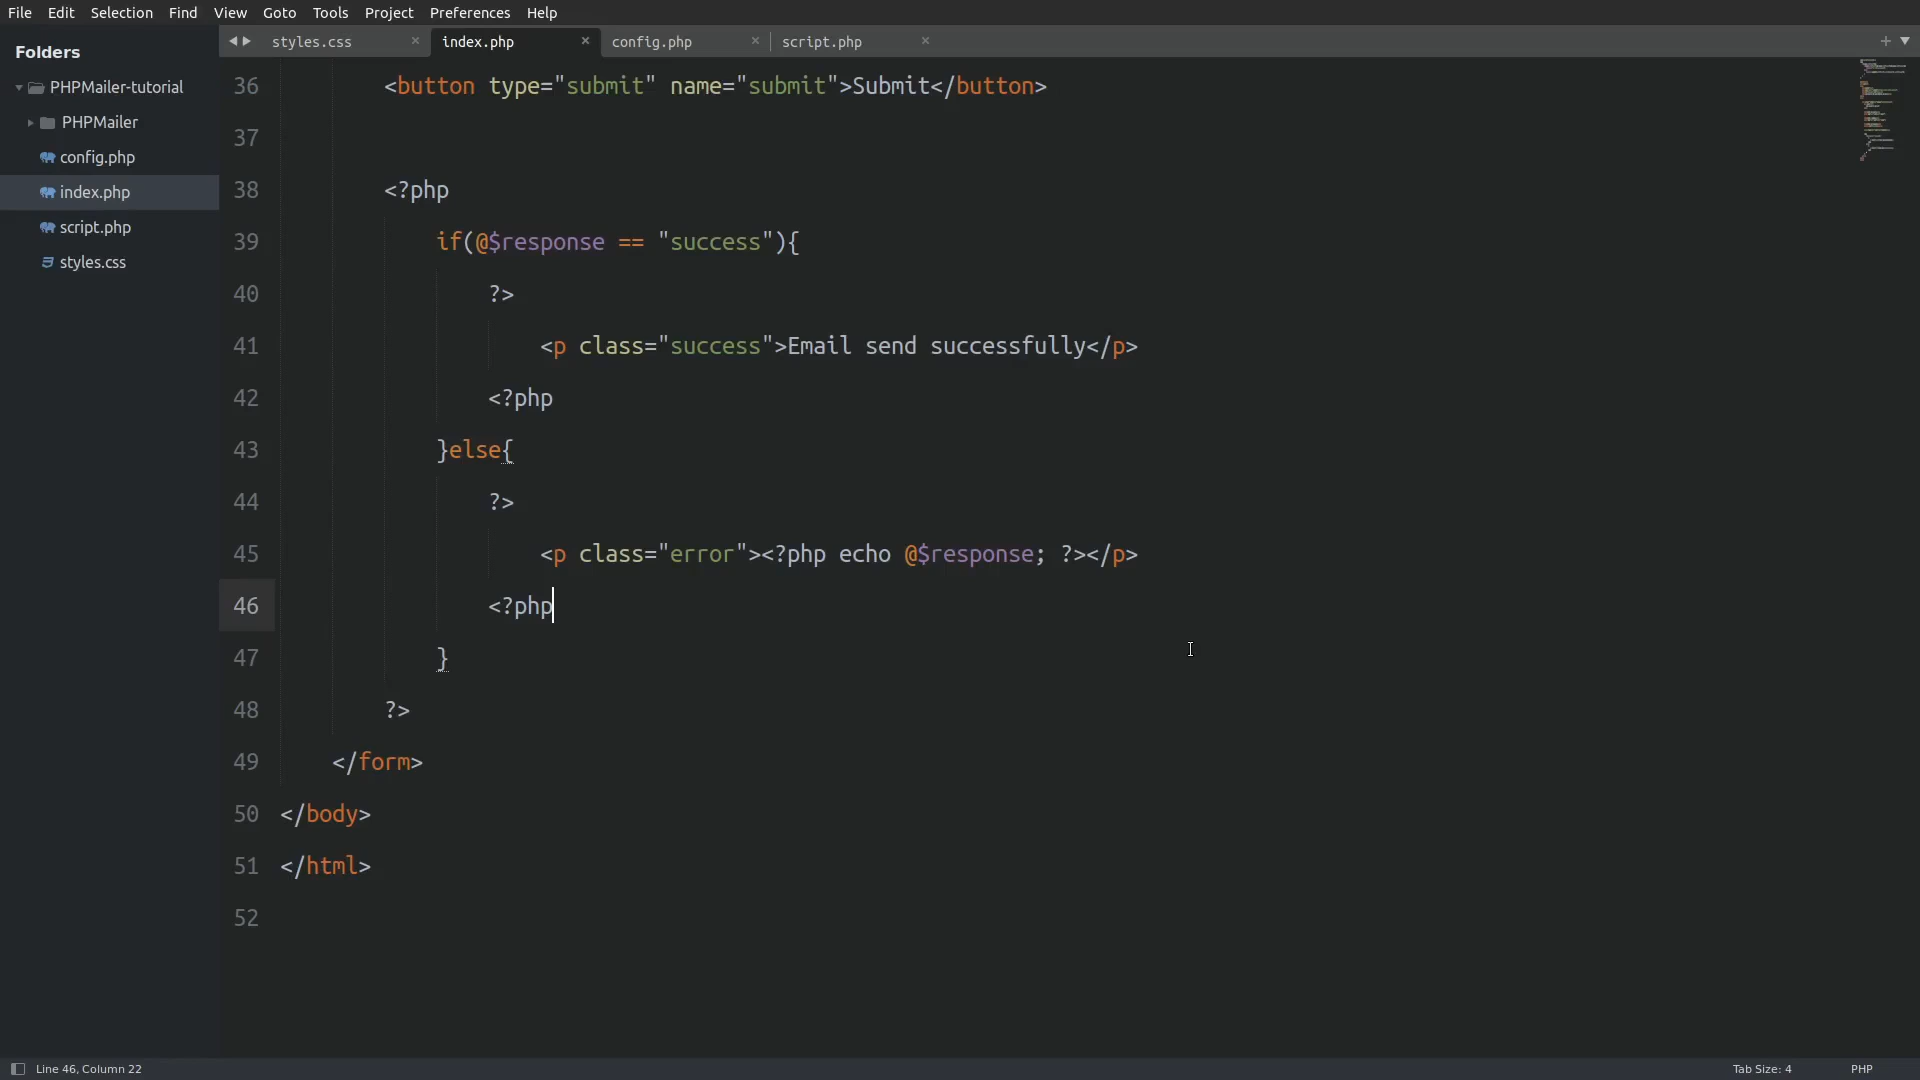 File Edit Selection Find View Goto Tools Project Preferences Help
Folders
PHPMailer-tutorial
PHPMailer
config.php
index.php
script.php
styles.css
styles.css × index.php × config.php × script.php ×
36 <button type="submit" name="submit">Submit</button>
37
38 <?php
39 if(@$response == "success"){
40 ?>
41 <p class="success">Email send successfully</p>
42 <?php
43 }else{
44 ?>
45 <p class="error"><?php echo @$response; ?></p>
46 <?php
47 }
48 ?>
49 </form>
50 </body>
51 </html>
52
Line 46, Column 22 Tab Size: 4 PHP